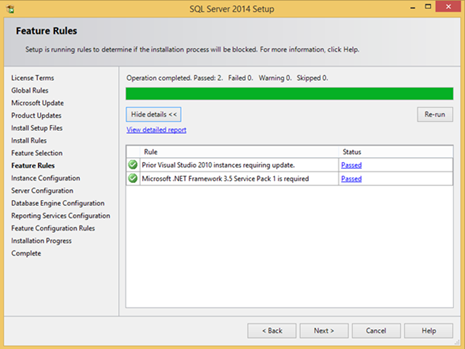 SQL Server 2014 Setup
Feature Rules
Setup is running rules to determine if the installation process will be blocked. For more information, click Help.
License Terms
Global Rules
Microsoft Update
Product Updates
Install Setup Files
Install Rules
Feature Selection
Feature Rules
Instance Configuration
Server Configuration
Database Engine Configuration
Reporting Services Configuration
Feature Configuration Rules
Installation Progress
Complete
Operation completed. Passed: 2. Failed 0. Warning 0. Skipped 0.
Hide details <<
Re-run
View detailed report
Rule Status
Prior Visual Studio 2010 instances requiring update. Passed
Microsoft .NET Framework 3.5 Service Pack 1 is required Passed
< Back Next > Cancel Help